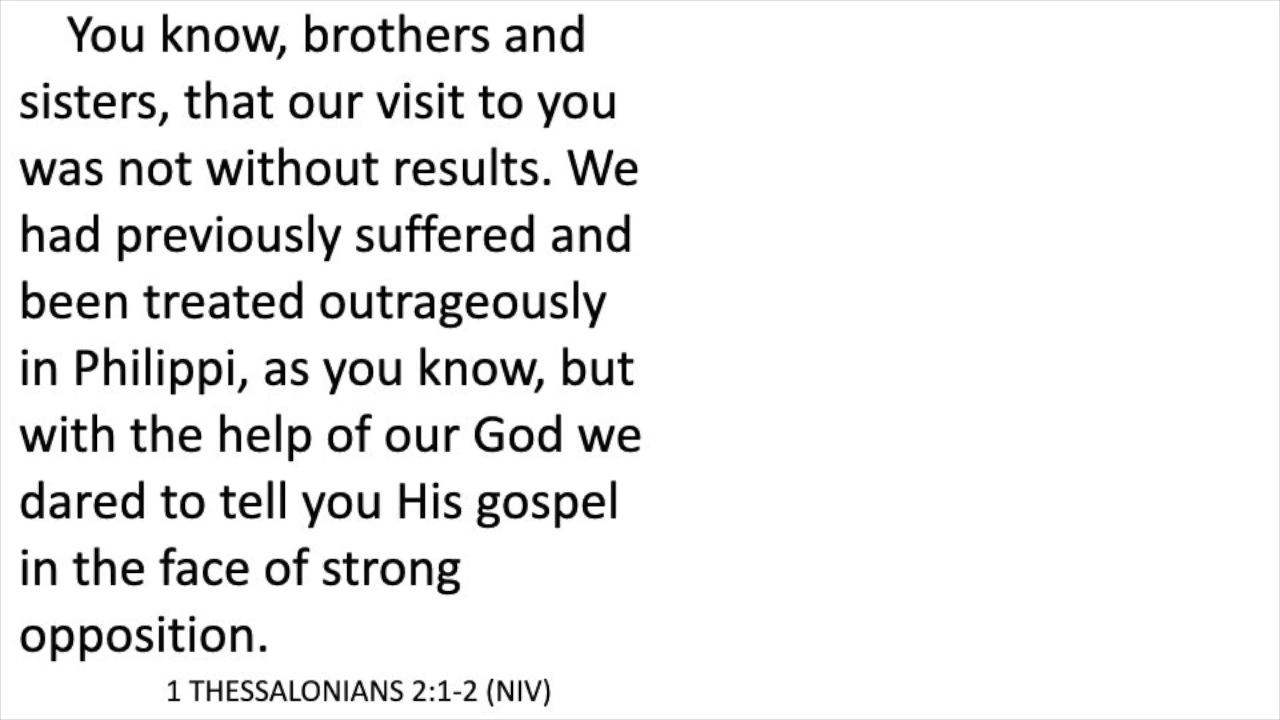 You know, brothers and
sisters, that our visit to you
was not without results. We
had previously suffered and
been treated outrageously
in Philippi, as you know, but
with the help of our God we
dared to tell you His gospel
in the face of strong
opposition.
1 THESSALONIANS 2:1-2 (NIV)